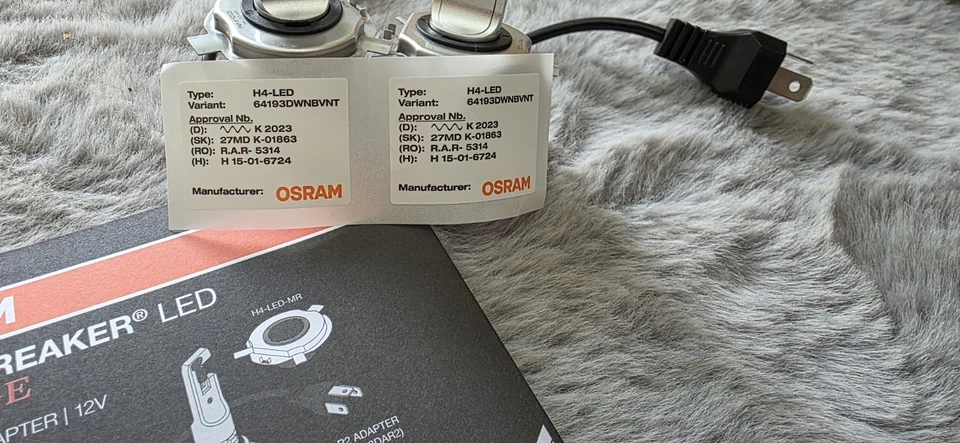 Type: H4-LED
Variant: 64193DWNBVNT
Approval Nb.
(D): K 2023
(SK): 27MD K-01863
(RO): R.A.R- 5314
(H): H 15-01-6724
Manufacturer: OSRAM
Type: H4-LED
Variant: 64193DWNBVNT
Approval Nb.
(D): K 2023
(SK): 27MD K-01863
(RO): R.A.R- 5314
(H): H 15-01-6724
Manufacturer: OSRAM
M
REAKER® LED
E
APTER | 12V
H4-LED-MR
R2 ADAPTER
DAR2)